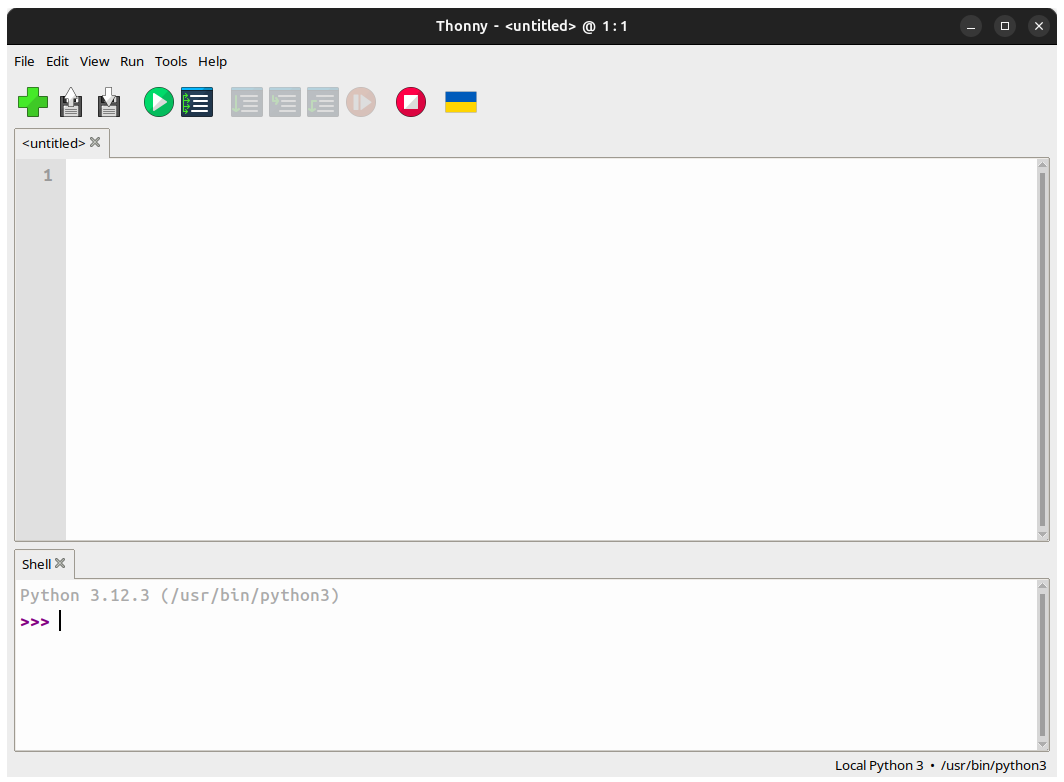 Thonny - <untitled> @ 1:1
File Edit View Run Tools Help
<untitled>
1
Shell
Python 3.12.3 (/usr/bin/python3)
>>>
Local Python 3 • /usr/bin/python3